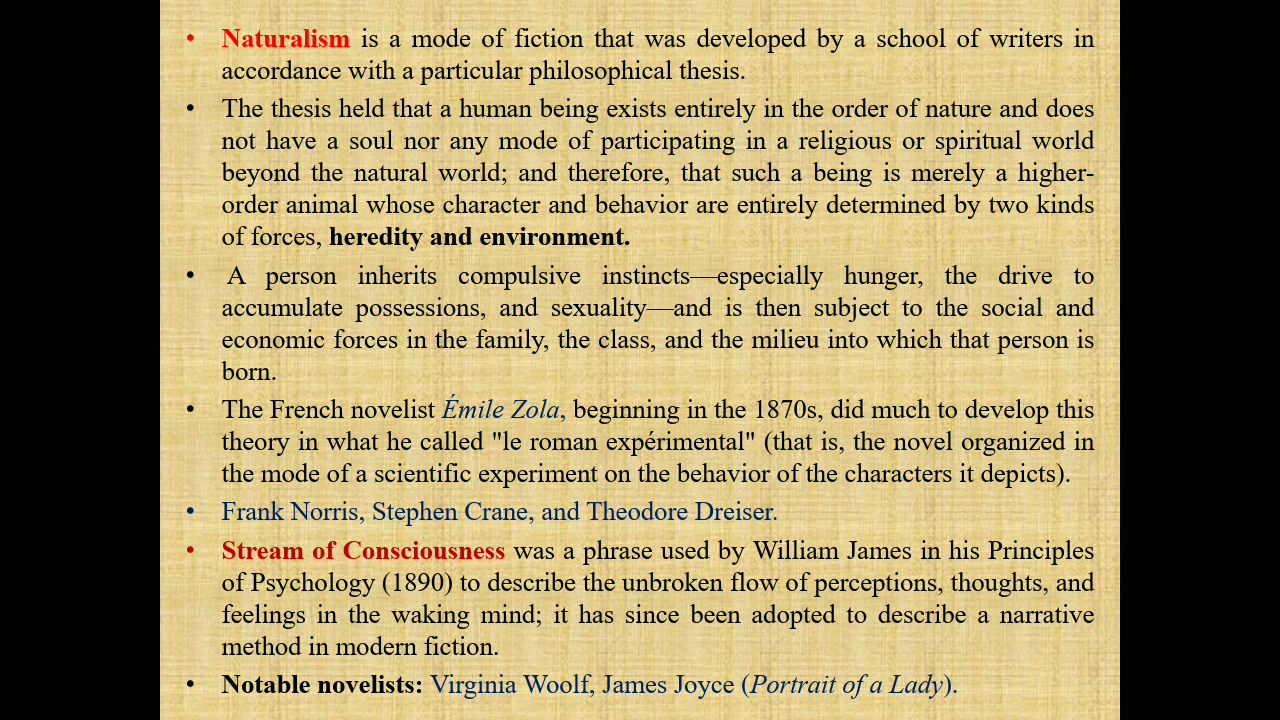 • Naturalism is a mode of fiction that was developed by a school of writers in
accordance with a particular philosophical thesis.
• The thesis held that a human being exists entirely in the order of nature and does
not have a soul nor any mode of participating in a religious or spiritual world
beyond the natural world; and therefore, that such a being is merely a higher-
order animal whose character and behavior are entirely determined by two kinds
of forces, heredity and environment.
• A person inherits compulsive instincts—especially hunger, the drive to
accumulate possessions, and sexuality—and is then subject to the social and
economic forces in the family, the class, and the milieu into which that person is
born.
• The French novelist Émile Zola, beginning in the 1870s, did much to develop this
theory in what he called "le roman expérimental" (that is, the novel organized in
the mode of a scientific experiment on the behavior of the characters it depicts).
• Frank Norris, Stephen Crane, and Theodore Dreiser.
• Stream of Consciousness was a phrase used by William James in his Principles
of Psychology (1890) to describe the unbroken flow of perceptions, thoughts, and
feelings in the waking mind; it has since been adopted to describe a narrative
method in modern fiction.
• Notable novelists: Virginia Woolf, James Joyce (Portrait of a Lady).